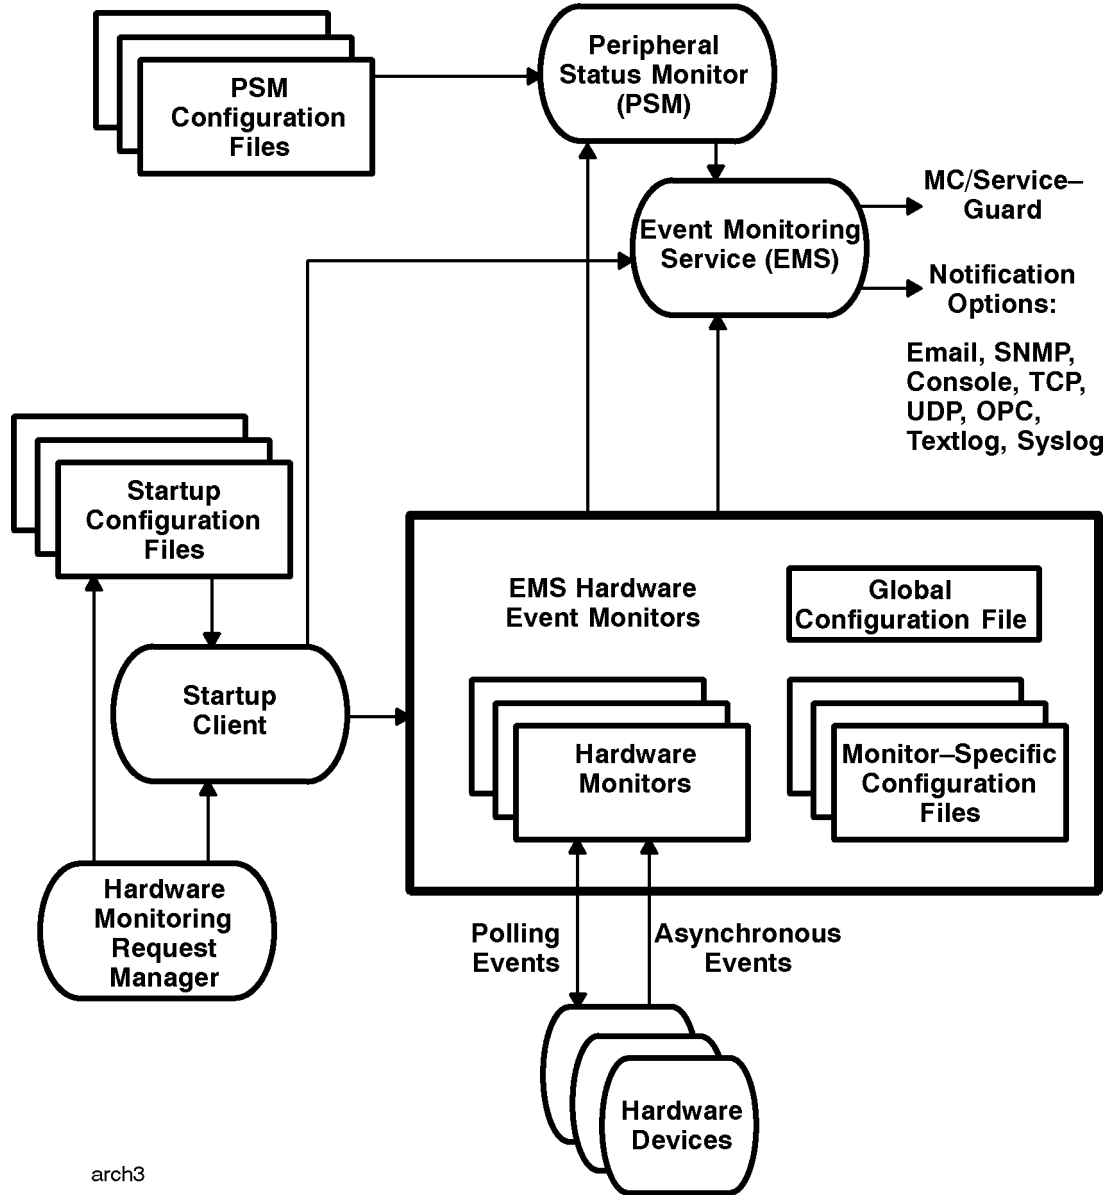 Peripheral
Status Monitor
(PSM)
PSM
Configuration
Files
MC/Service–
Guard
Event Monitoring
Service (EMS)
Notification
Options:
Email, SNMP,
Console, TCP,
UDP, OPC,
Textlog, Syslog
Startup
Configuration
Files
EMS Hardware
Event Monitors
Global
Configuration File
Startup
Client
Hardware
Monitors
Monitor–Specific
Configuration
Files
Hardware
Monitoring
Request
Manager
Polling
Events
Asynchronous
Events
Hardware
Devices
arch3